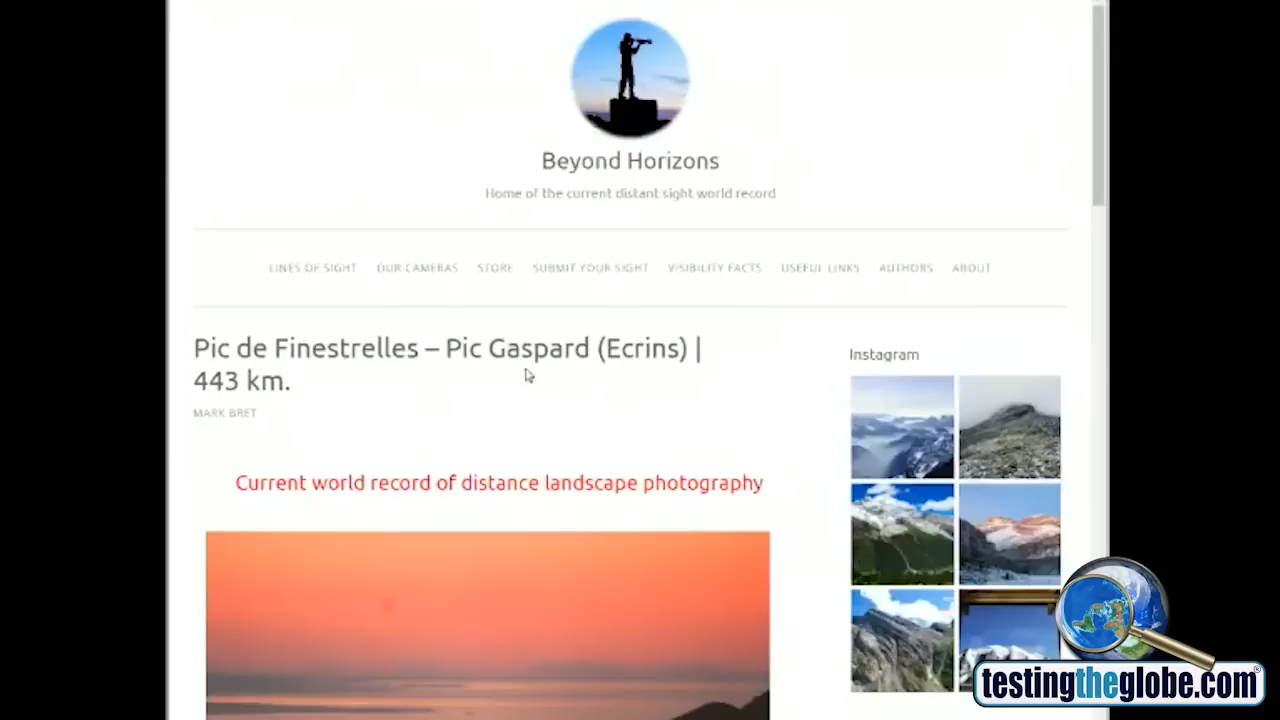 Beyond Horizons
Home of the current distant sight world record
LINES OF SIGHT OUR CAMERAS STORE SUBMIT YOUR SIGHT VISIBILITY FACTS USEFUL LINKS AUTHORS ABOUT
Pic de Finestrelles – Pic Gaspard (Ecrins) |
443 km.
MARK BRET
Current world record of distance landscape photography
Instagram
testingtheglobe.com®